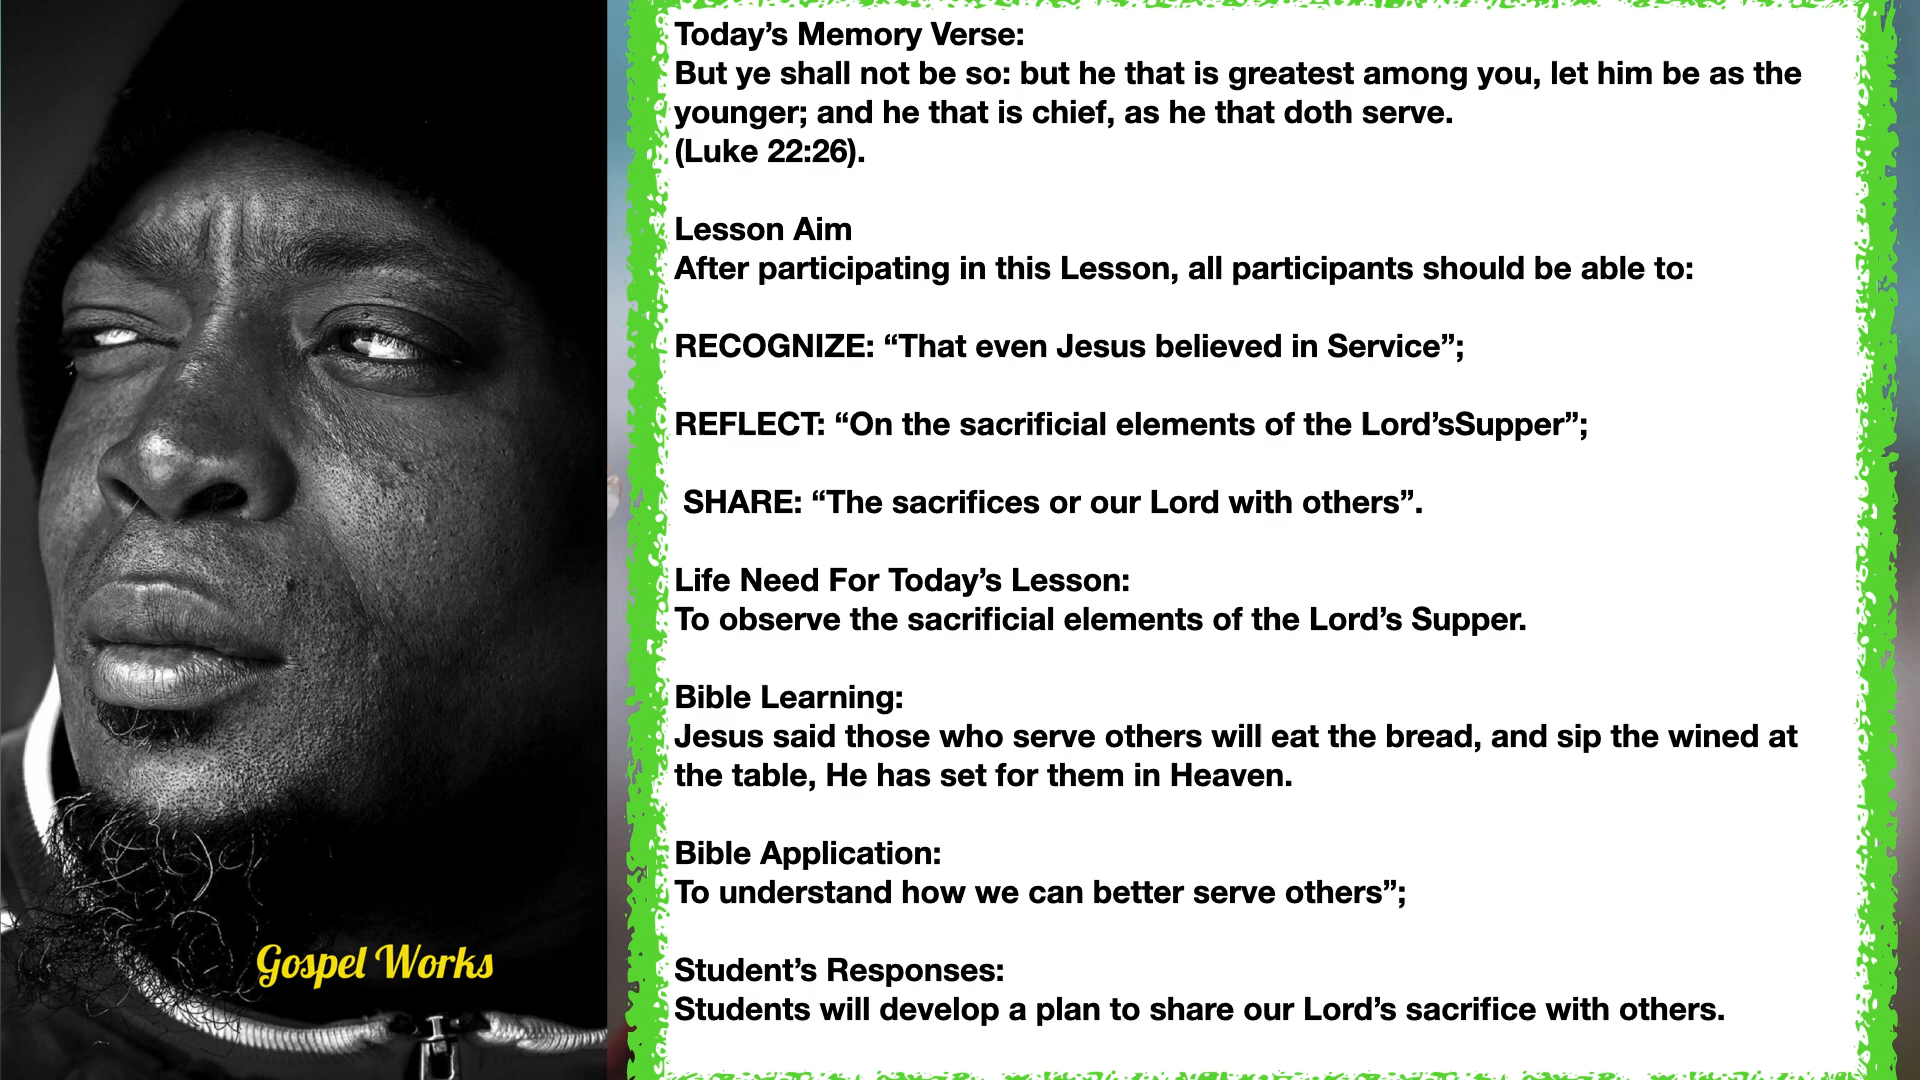 Today’s Memory Verse:
But ye shall not be so: but he that is greatest among you, let him be as the
younger; and he that is chief, as he that doth serve.
(Luke 22:26).
Lesson Aim
After participating in this Lesson, all participants should be able to:
RECOGNIZE: “That even Jesus believed in Service”;
REFLECT: “On the sacrificial elements of the Lord’sSupper”;
SHARE: “The sacrifices or our Lord with others”.
Life Need For Today’s Lesson:
To observe the sacrificial elements of the Lord’s Supper.
Bible Learning:
Jesus said those who serve others will eat the bread, and sip the wined at
the table, He has set for them in Heaven.
Bible Application:
To understand how we can better serve others”;
Student’s Responses:
Students will develop a plan to share our Lord’s sacrifice with others.
Gospel Works